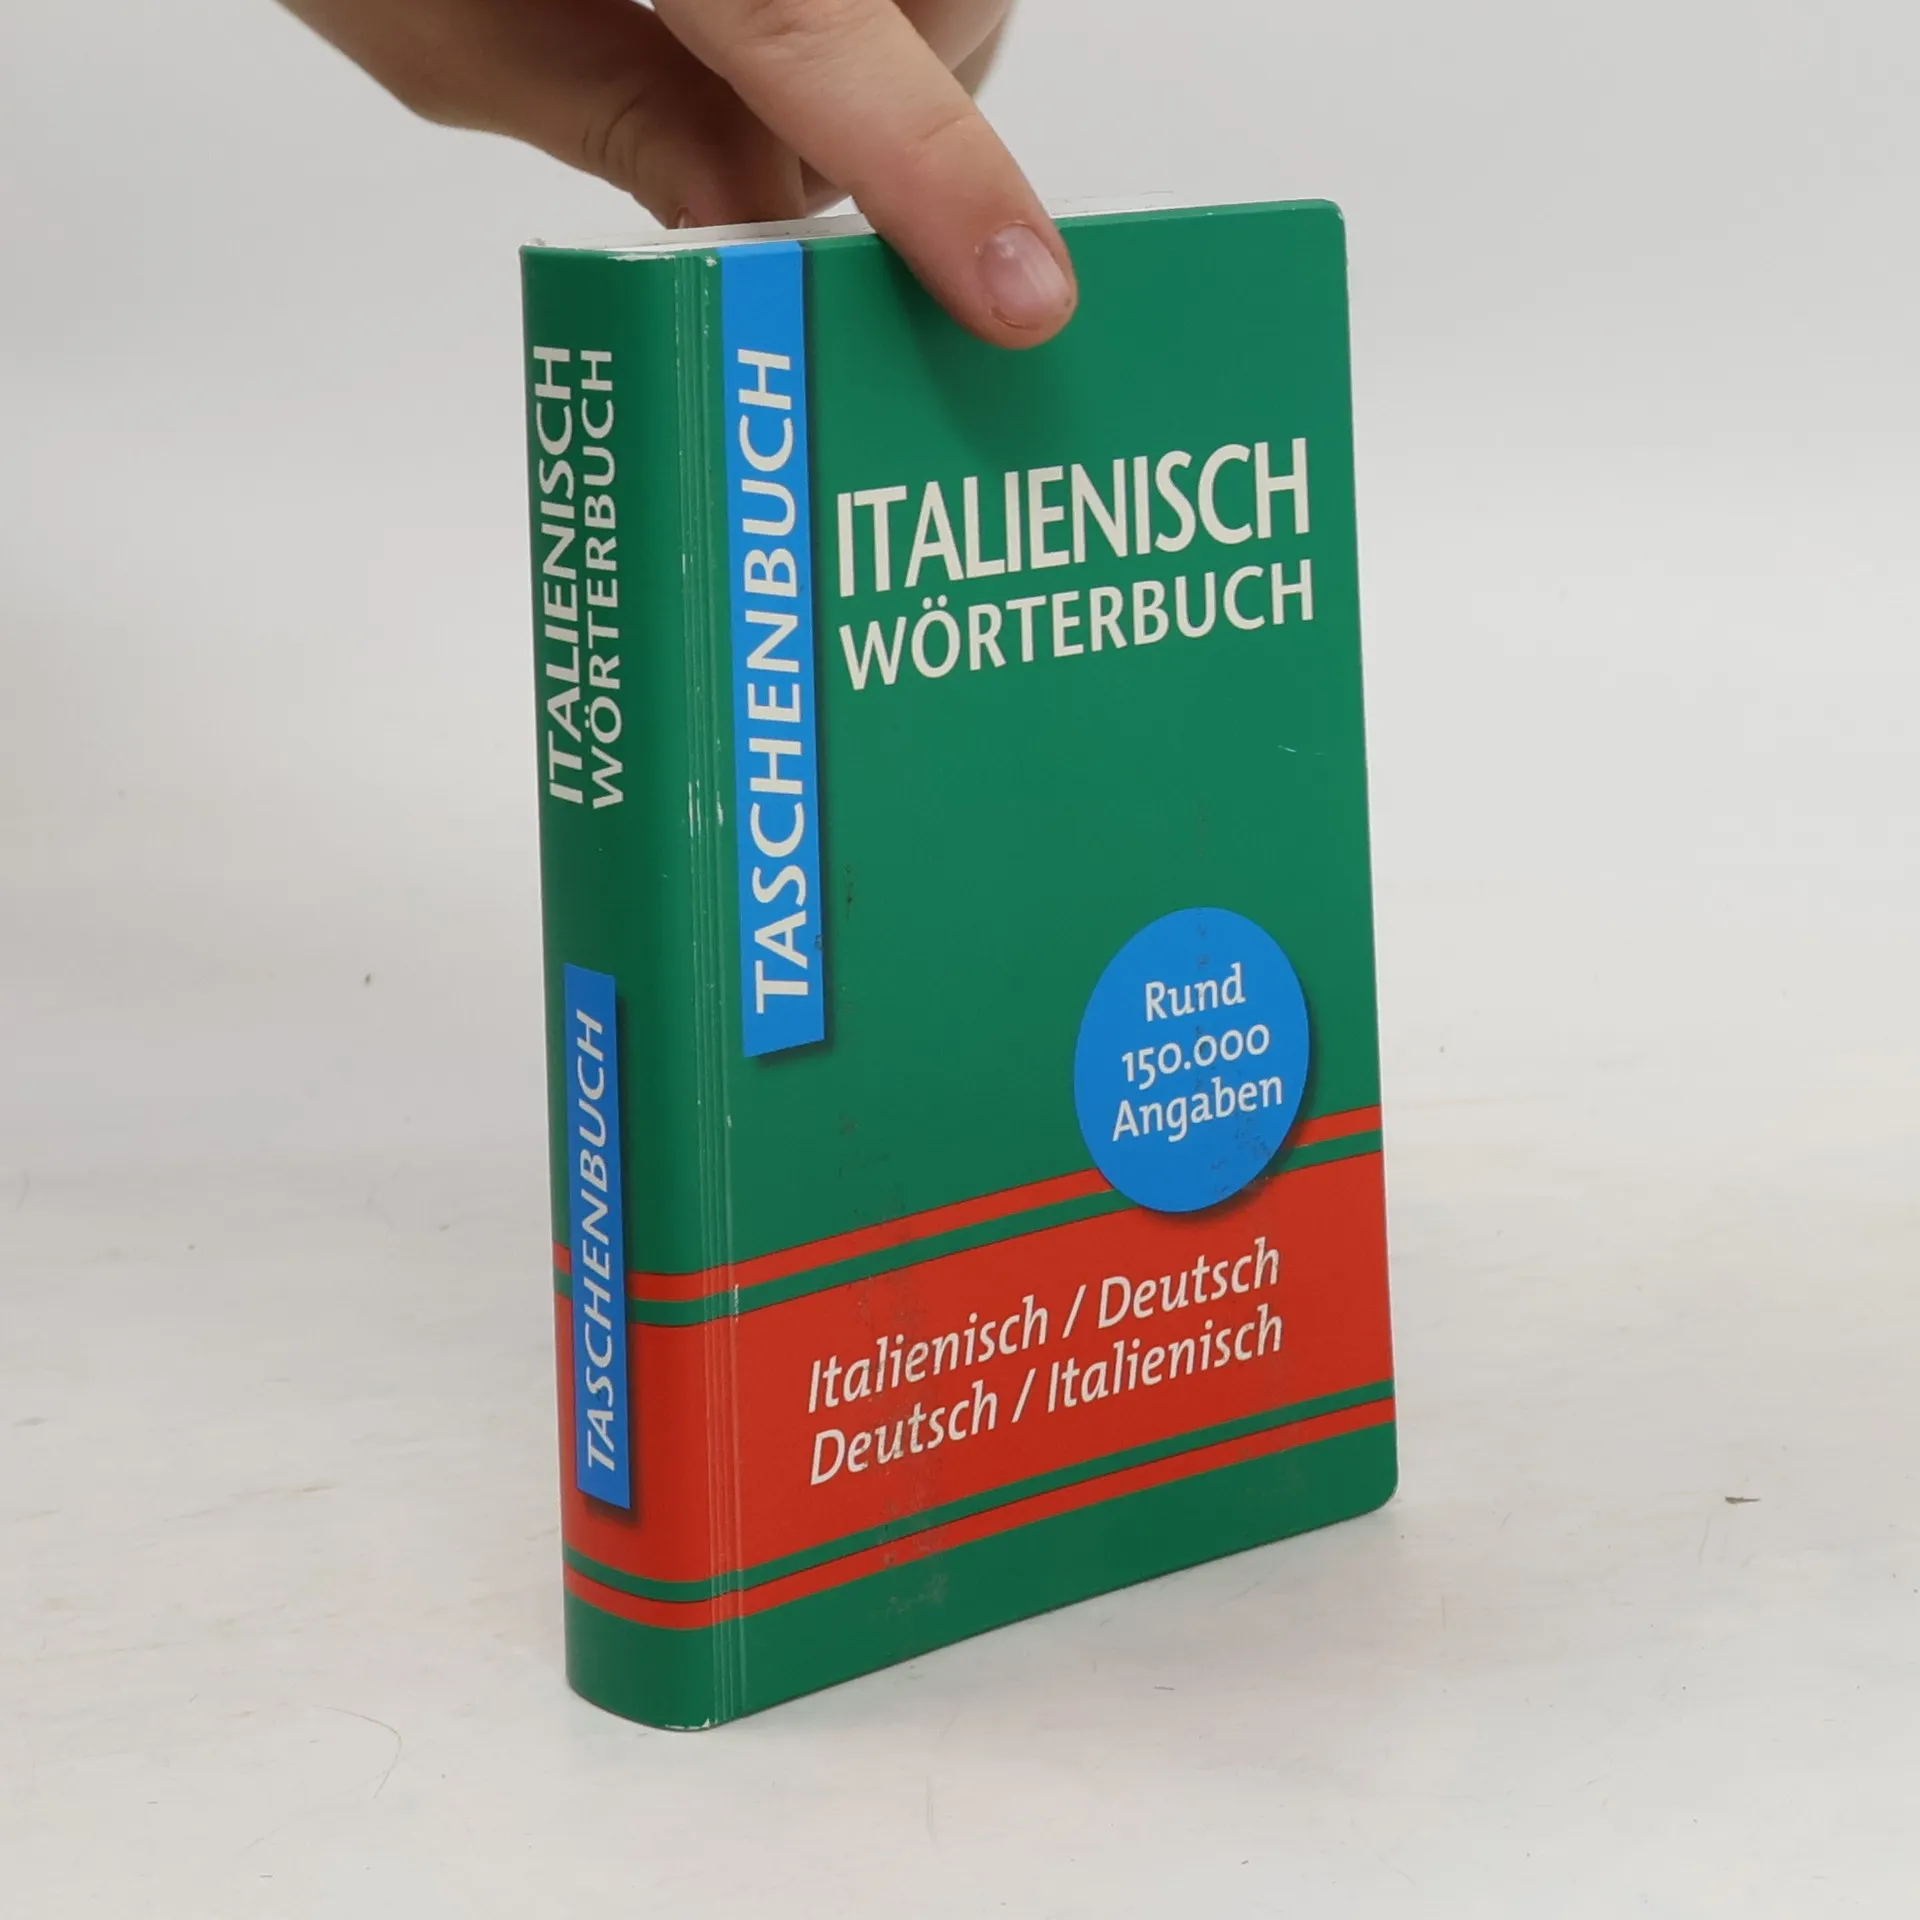 ITALIENISCH
WÖRTERBUCH
TASCHENBUCH
TASCHENBUCH
ITALIENISCH
WÖRTERBUCH
Rund
150.000
Angaben
Italienisch / Deutsch
Deutsch / Italienisch